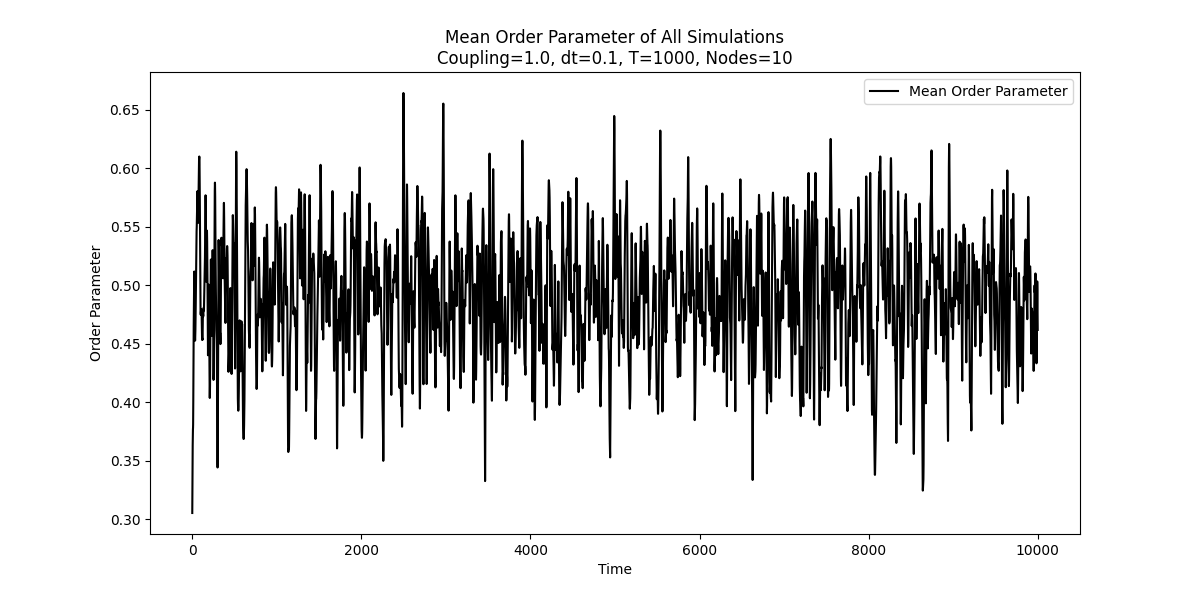 Mean Order Parameter of All Simulations
Coupling=1.0, dt=0.1, T=1000, Nodes=10
Mean Order Parameter
0.65
0.60
0.55
0.50
0.45
0.40
0.35
0.30
Order Parameter
0 2000 4000 6000 8000 10000
Time